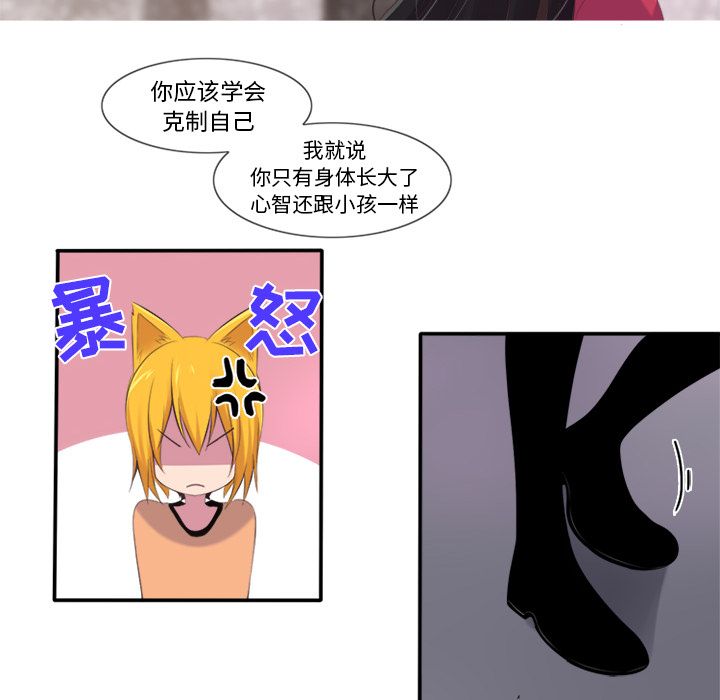 你应该学会
克制自己
我就说
你只有身体长大了
心智还跟小孩一样
暴怒